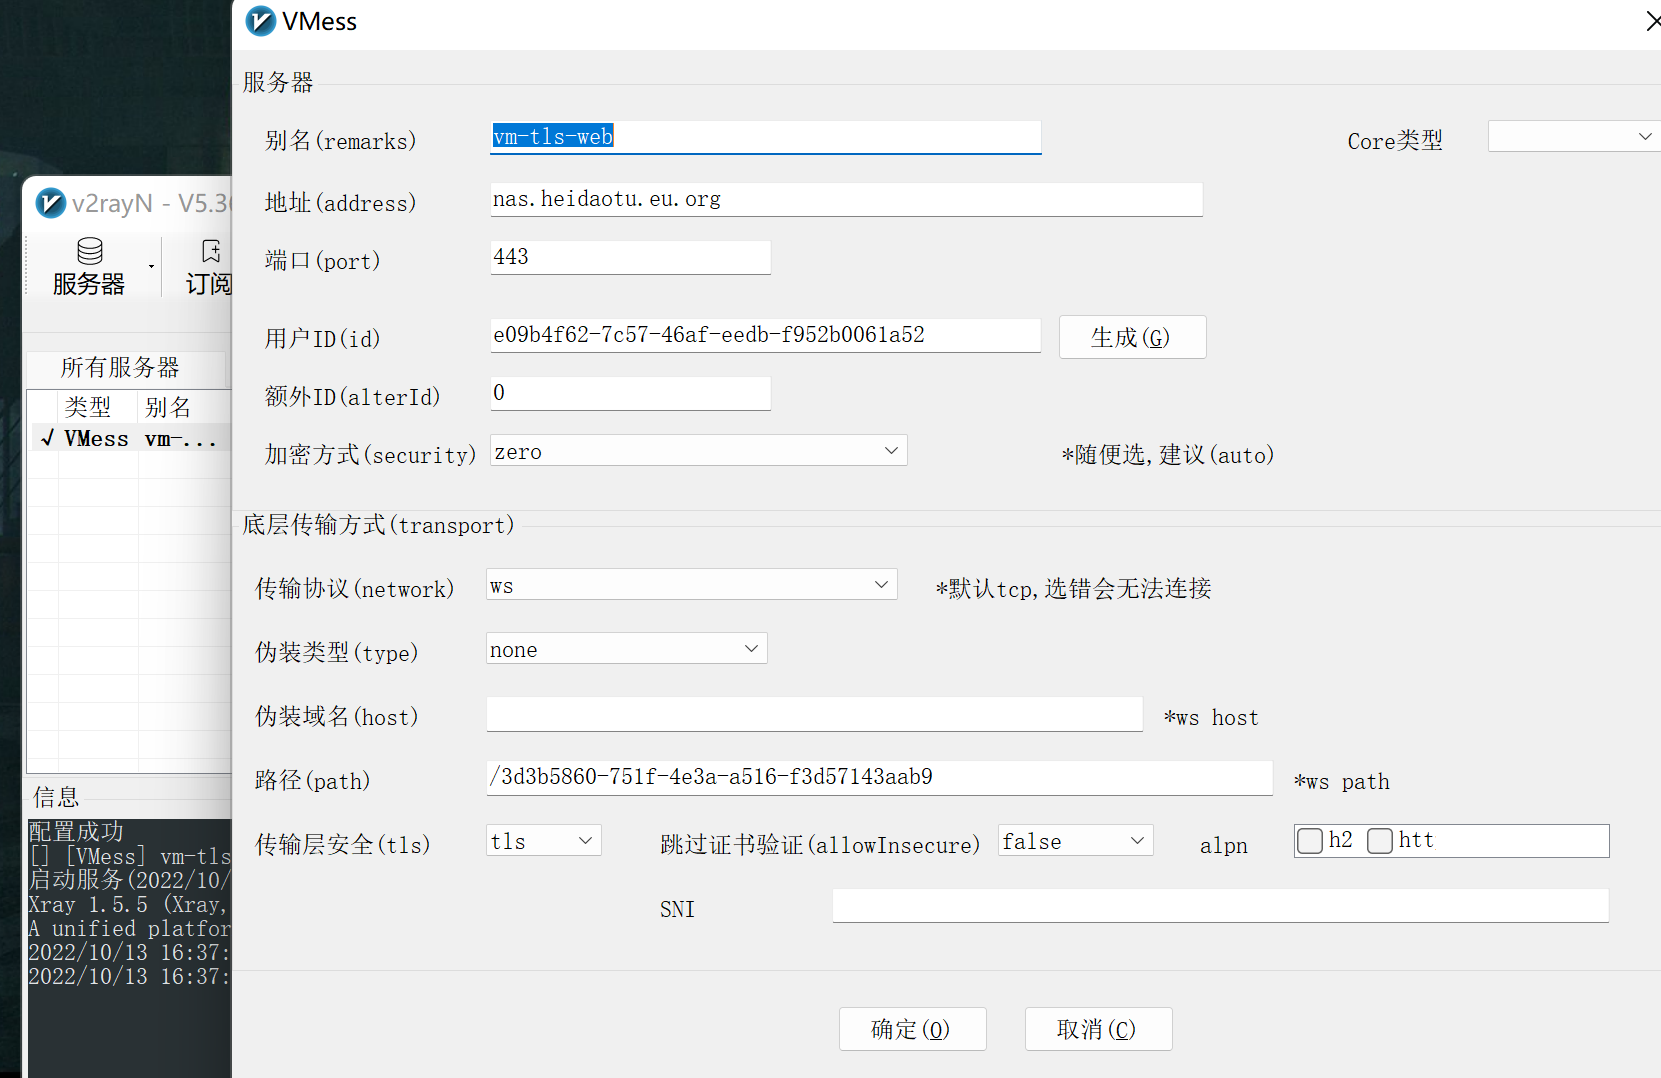 VMess
服务器
别名(remarks)
vm-tls-web
Core类型
地址(address)
nas.heidaotu.eu.org
端口(port)
443
用户ID(id)
e09b4f62-7c57-46af-eedb-f952b0061a52
生成(G)
额外ID(alterId)
0
加密方式(security)
zero
*随便选,建议(auto)
底层传输方式(transport)
传输协议(network)
ws
*默认tcp,选错会无法连接
伪装类型(type)
none
伪装域名(host)
*ws host
路径(path)
/3d3b5860-751f-4e3a-a516-f3d57143aab9
*ws path
传输层安全(tls)
tls
跳过证书验证(allowInsecure)
false
alpn
h2
htt
SNI
确定(O)
取消(C)
v2rayN - V5.3
服务器
订阅
所有服务器
类型 别名
√ VMess vm-...
信息
配置成功
[] [VMess] vm-tls
启动服务(2022/10/
Xray 1.5.5 (Xray,
A unified platfor
2022/10/13 16:37:
2022/10/13 16:37: